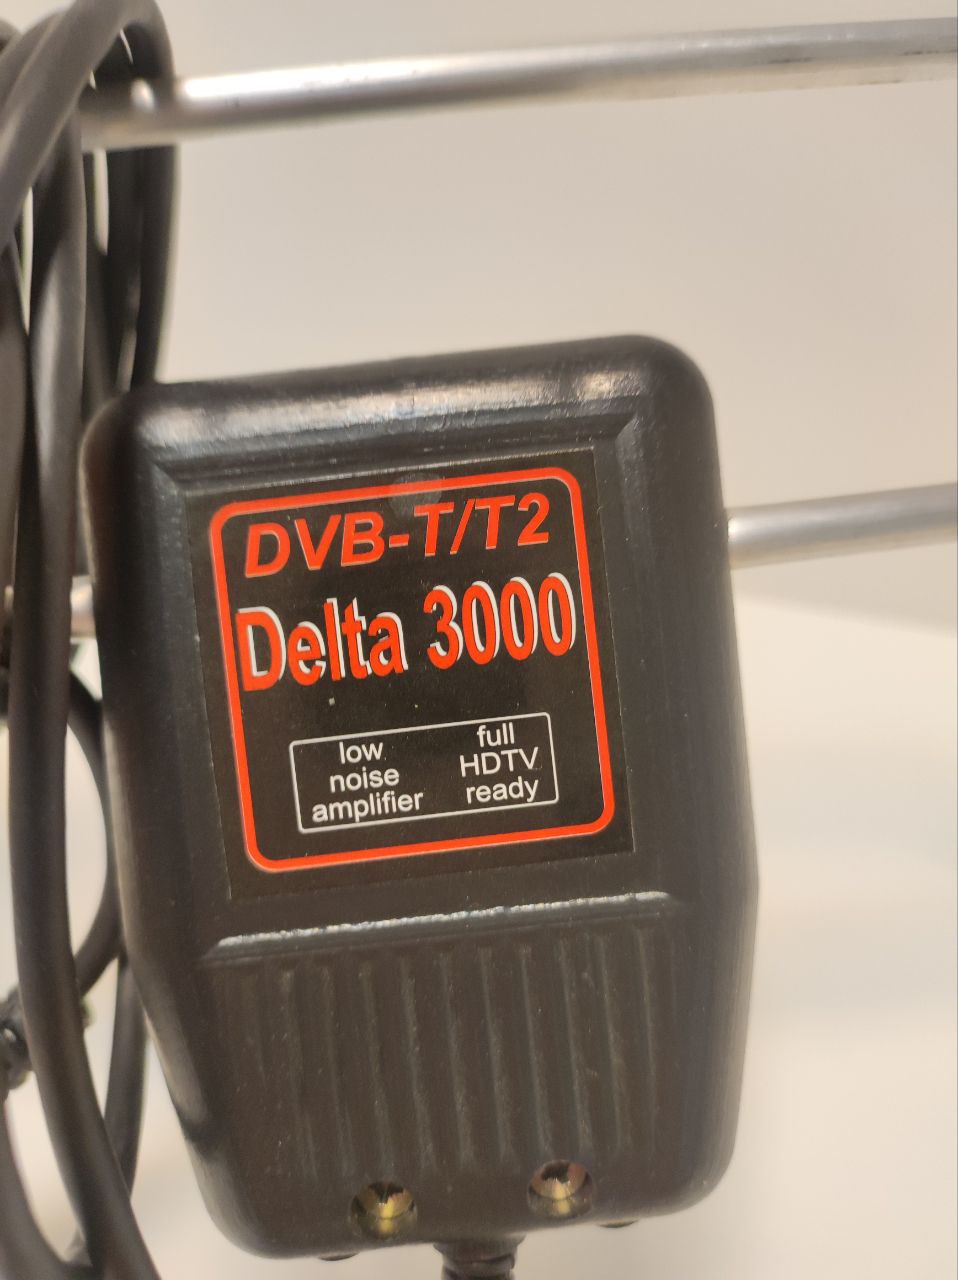 DVB-T/T2
Delta 3000
low
noise
amplifier
full
HDTV
ready